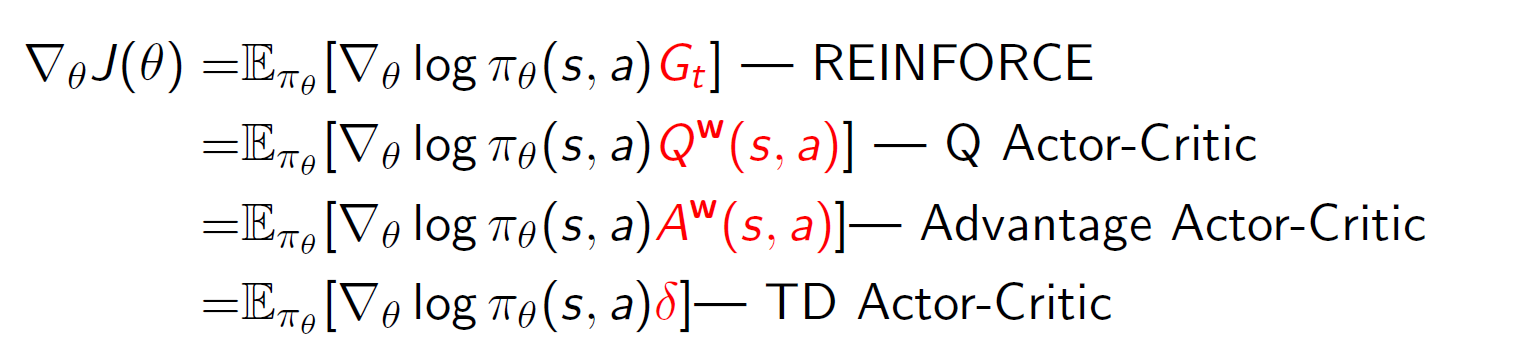 ∇θJ(θ) =𝔼πθ[∇θ log πθ(s, a)Gt] — REINFORCE
=𝔼πθ[∇θ log πθ(s, a)Qʷ(s, a)] — Q Actor-Critic
=𝔼πθ[∇θ log πθ(s, a)Aʷ(s, a)]— Advantage Actor-Critic
=𝔼πθ[∇θ log πθ(s, a)δ]— TD Actor-Critic